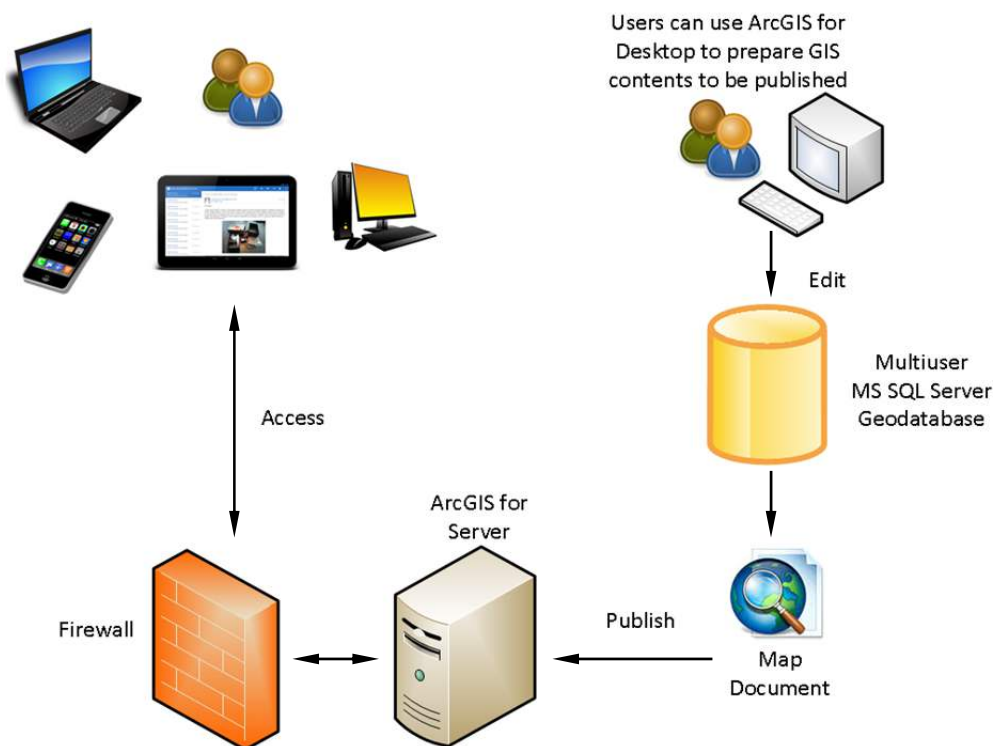 Users can use ArcGIS for
Desktop to prepare GIS
contents to be published
Edit
Multiuser
MS SQL Server
Geodatabase
Access
ArcGIS for
Server
Firewall
Publish
Map
Document